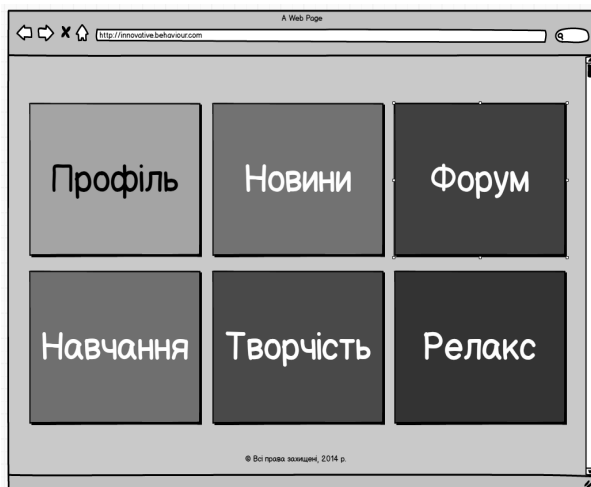 A Web Page
http://innovative.behaviour.com
Профіль
Новини
Форум
Навчання
Творчість
Релакс
© Всі права захищені, 2014 р.